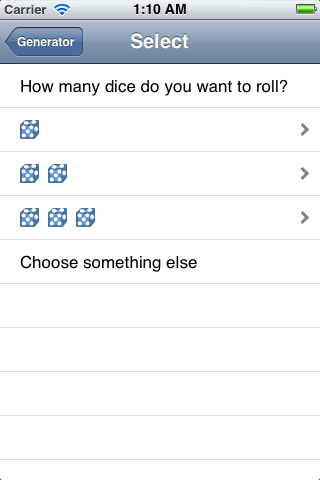 Carrier 1:10 AM
Generator Select
How many dice do you want to roll?
Choose something else